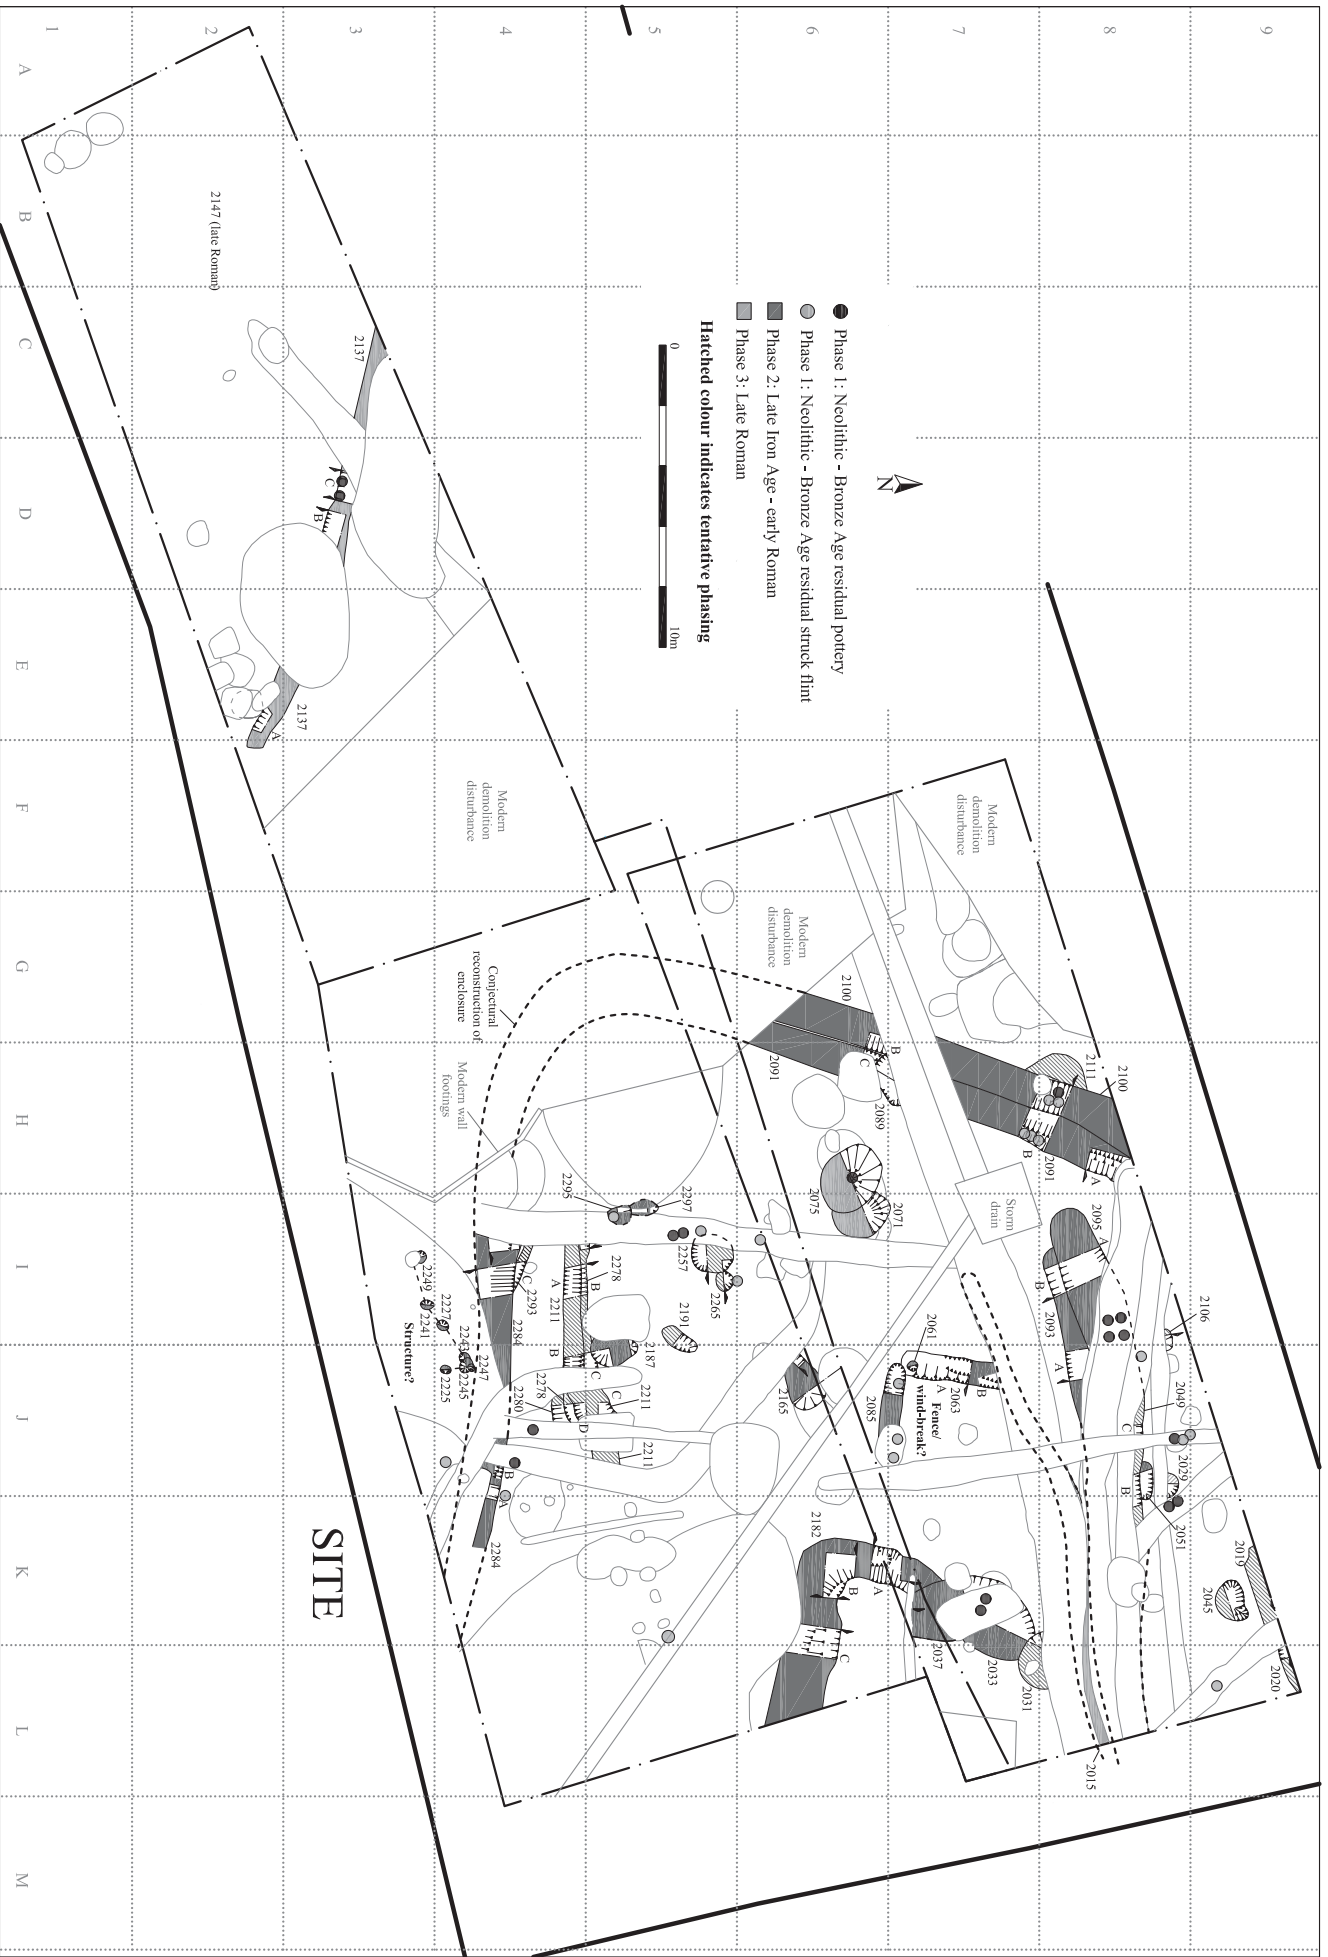 1
2
3
4
5
6
7
8
9
A
B
C
D
E
F
G
H
I
J
K
L
M
Phase 1: Neolithic - Bronze Age residual pottery
Phase 1: Neolithic - Bronze Age residual struck flint
Phase 2: Late Iron Age - early Roman
Phase 3: Late Roman
Hatched colour indicates tentative phasing
0
10m
N
2147 (late Roman)
2137
C
B
2137
A
Modern
demolition
disturbance
Modern
demolition
disturbance
Modern
demolition
disturbance
Conjectural
reconstruction of
enclosure
Modern wall
footings
2100
B
C
2091
2089
2111
2100
2091
B
A
2075
2071
Storm
drain
2095
A
B
2093
A
2106
2049
C
2029
B
2051
2019
2045
2020
2061
A
2063
B
Fence/
wind-break?
2085
2165
2295
2297
2257
2265
2191
2187
2278
B
A
2211
C
2293
2284
B
C
C
2211
2278
2280
D
2211
2249
2241
2227
2243
2245
2247
2225
Structure?
B
A
2284
2182
A
B
C
2037
2033
2031
2015
SITE